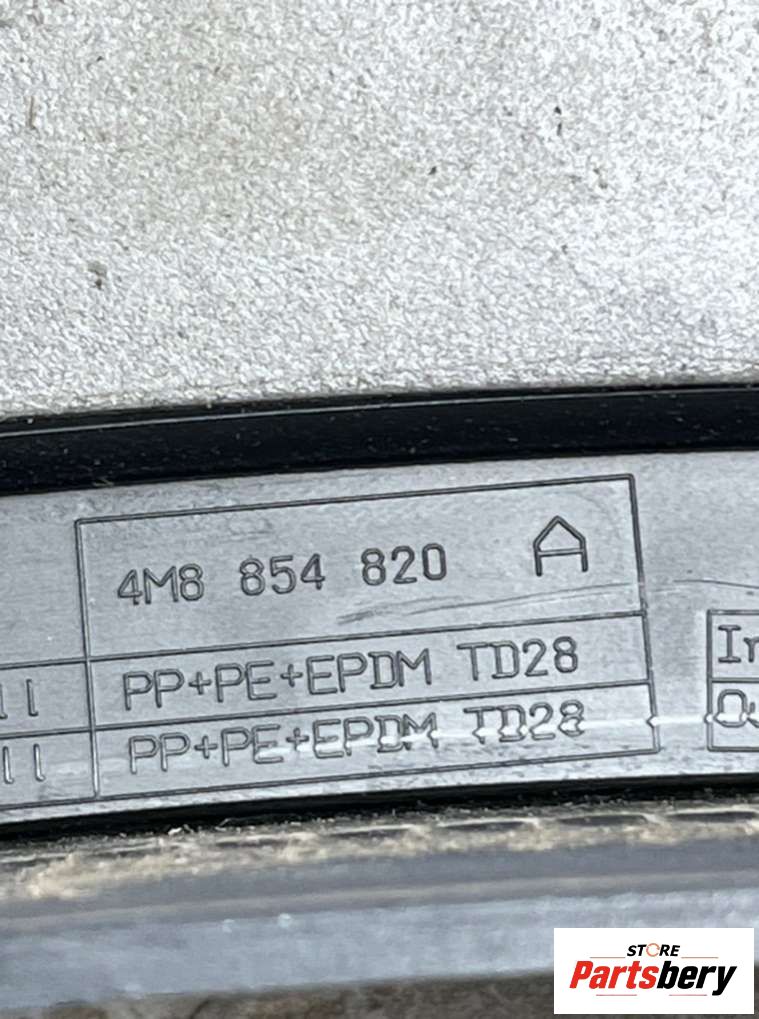 4M8 854 820 A
PP+PE+EPDM TD28
PP+PE+EPDM TD28
STORE
Partsbery